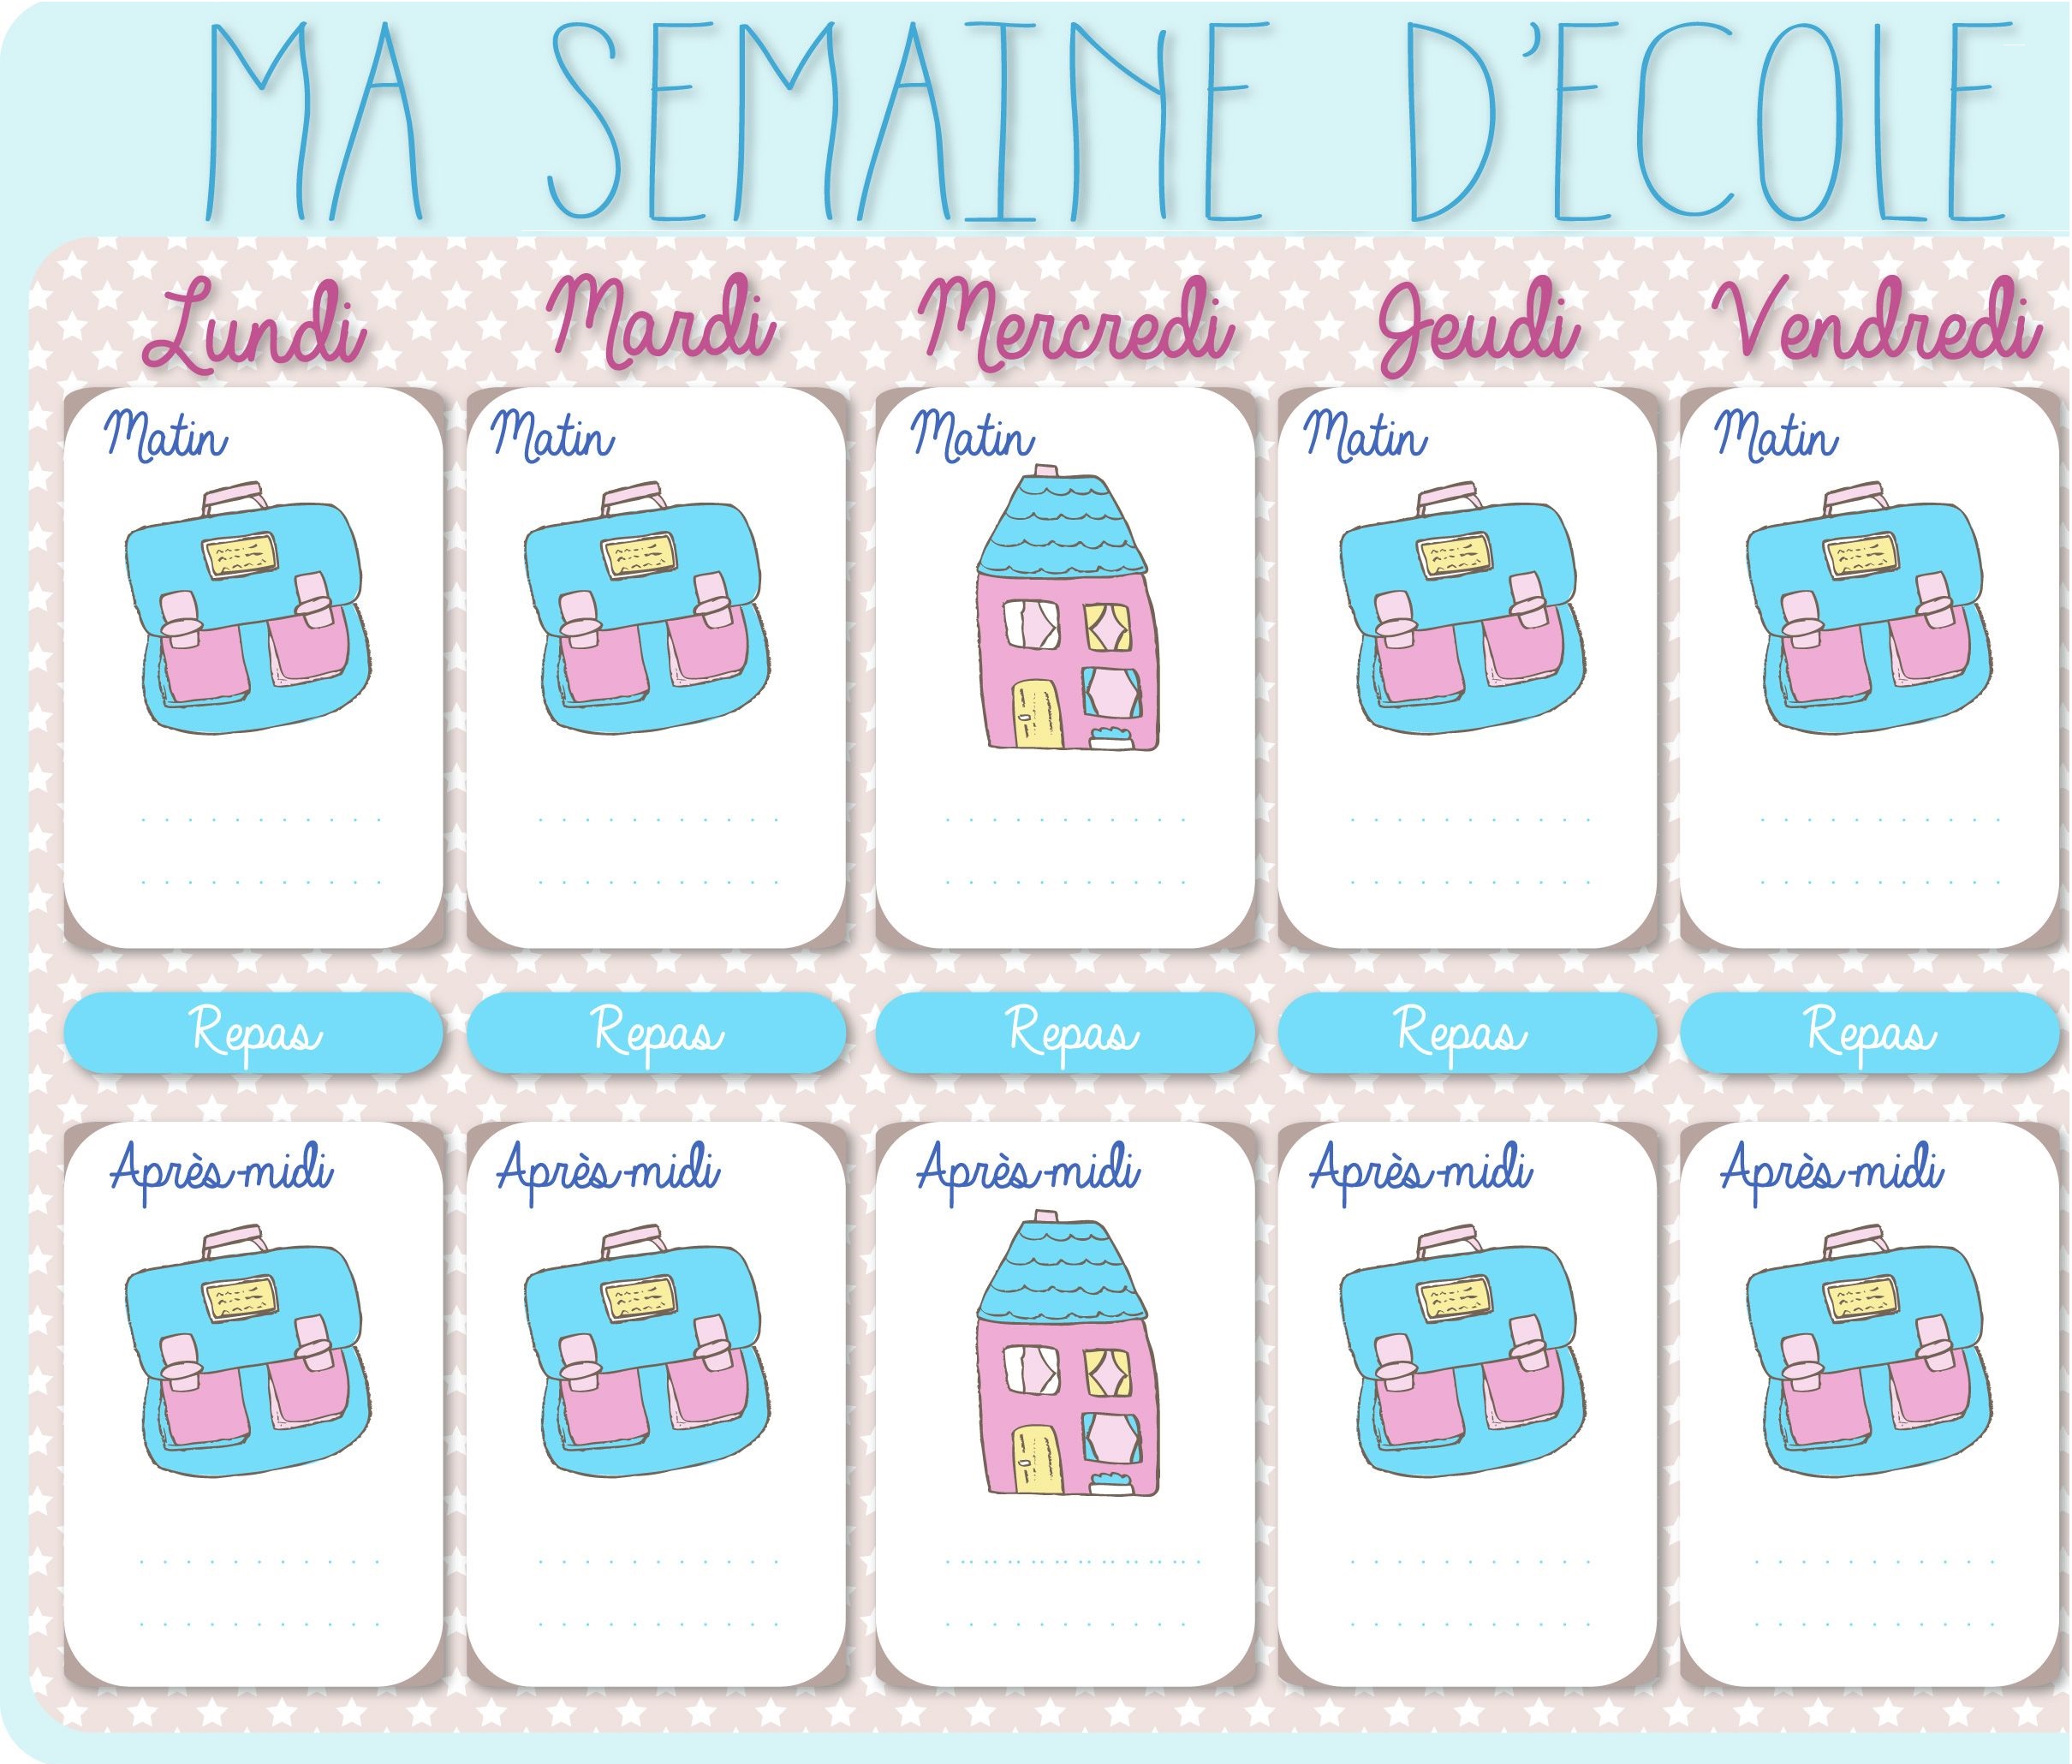 MA SEMAINE D'ECOLE
Lundi Mardi Mercredi Jeudi Vendredi
Matin Matin Matin Matin Matin
Repas Repas Repas Repas Repas
Après-midi Après-midi Après-midi Après-midi Après-midi